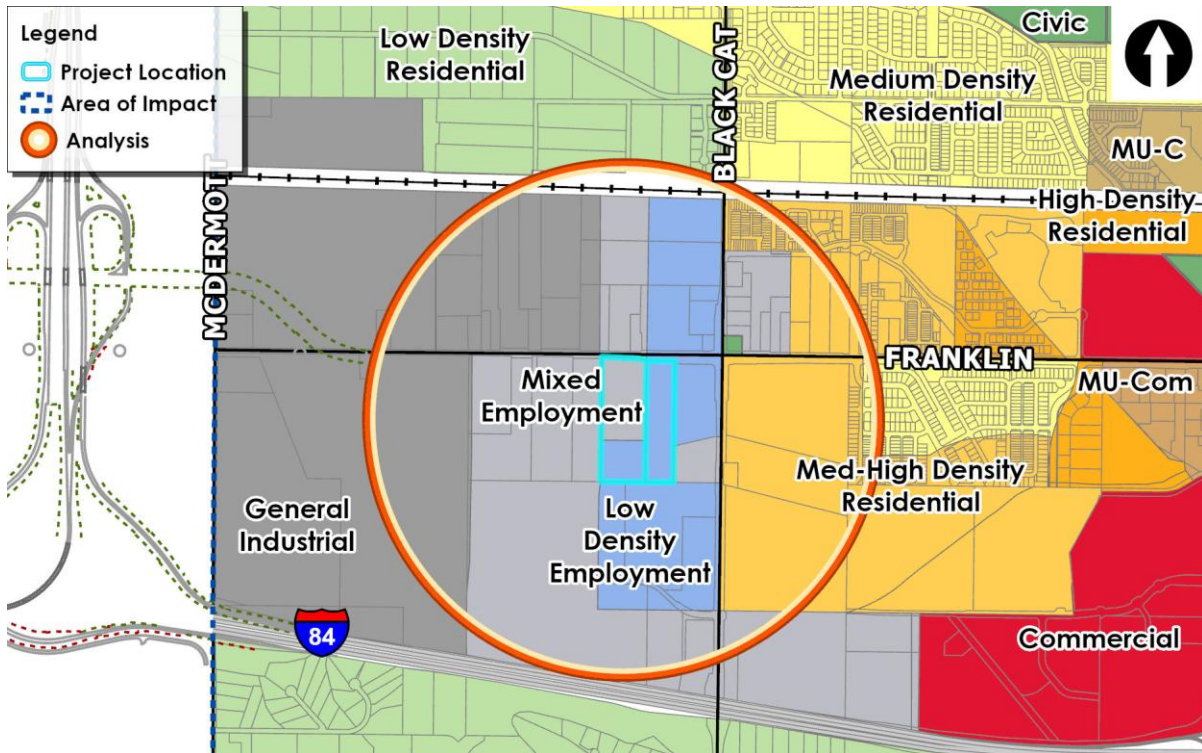 Legend
Project Location
Area of Impact
Analysis
Low Density
Residential
BLACK CAT
Civic
Medium Density
Residential
MU-C
High-Density
Residential
MCDERMOTT
FRANKLIN
Mixed
Employment
MU-Com
Med-High Density
Residential
General
Industrial
Low
Density
Employment
84
Commercial